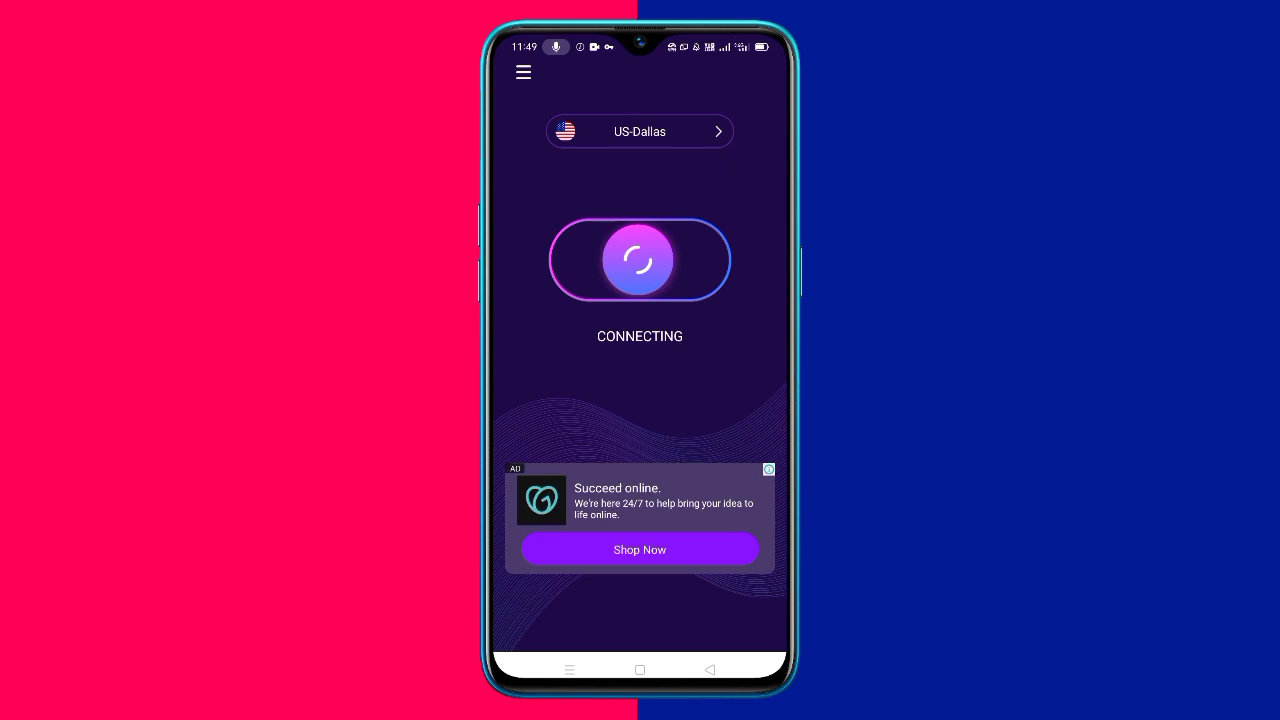 11:49
US-Dallas
CONNECTING
AD
Succeed online.
We're here 24/7 to help bring your idea to
life online.
Shop Now